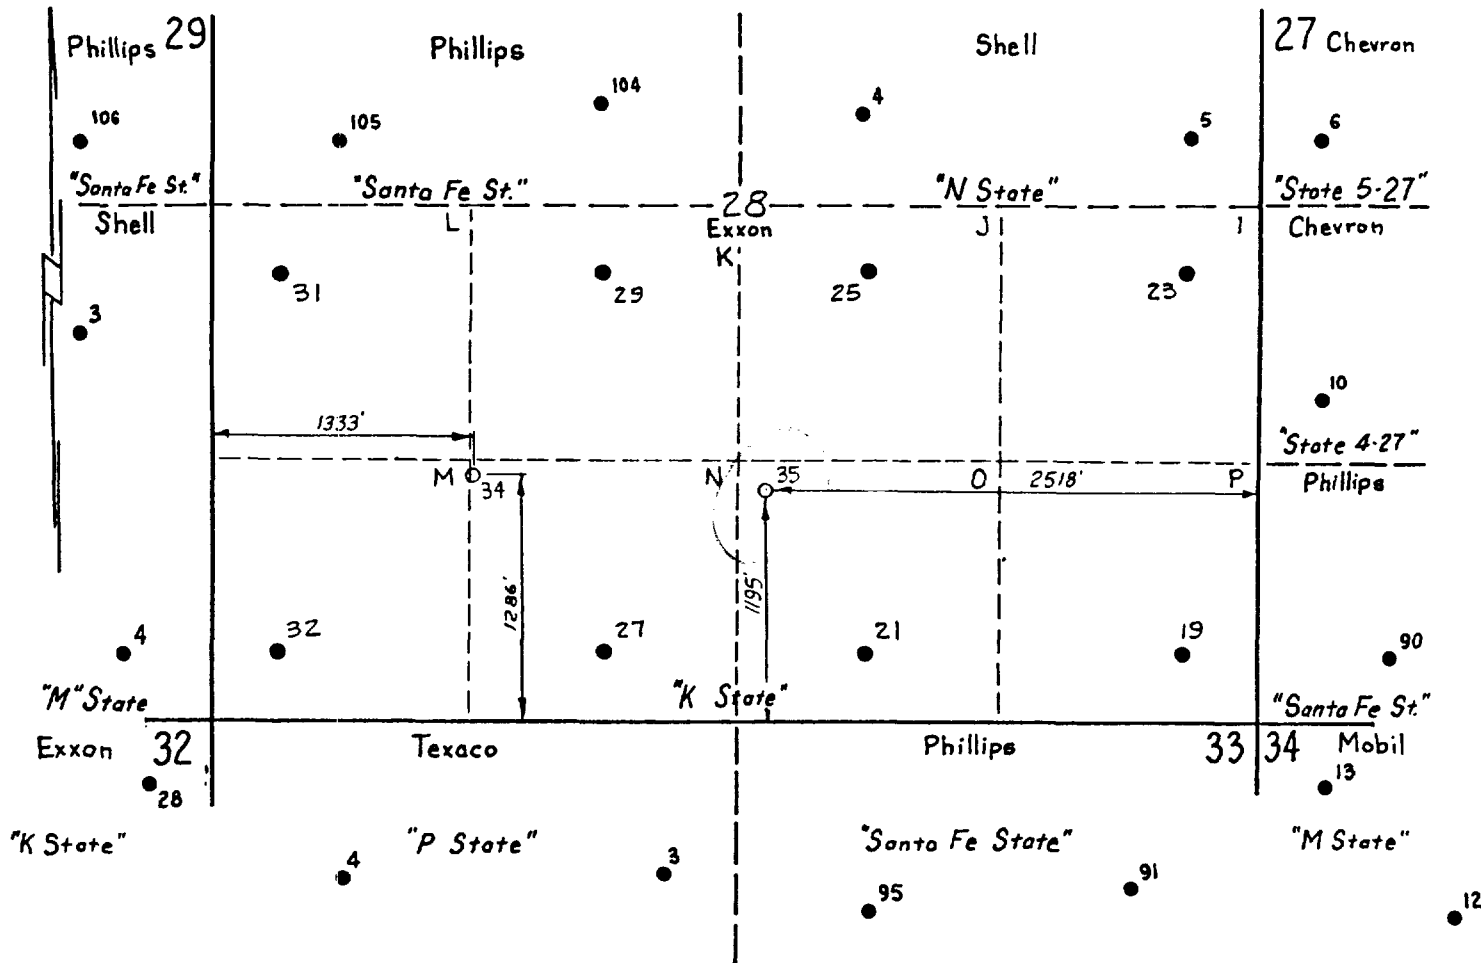 Phillips 29 Phillips Shell 27 Chevron
106 105 104 4 5 6
"Santa Fe St." "Santa Fe St." "N State" "State 5-27"
28
Shell L Exxon J I Chevron
K
31 29 25 23
3
10
1333'
"State 4-27"
M 34 N 35 O 2518' P Phillips
1286' 1195'
4 32 27 21 19 90
"M" State "K State" "Santa Fe St."
Exxon 32 Texaco Phillips 33 34 Mobil
28 13
"K State" "P State" "Santa Fe State" "M State"
4 3 95 91 12